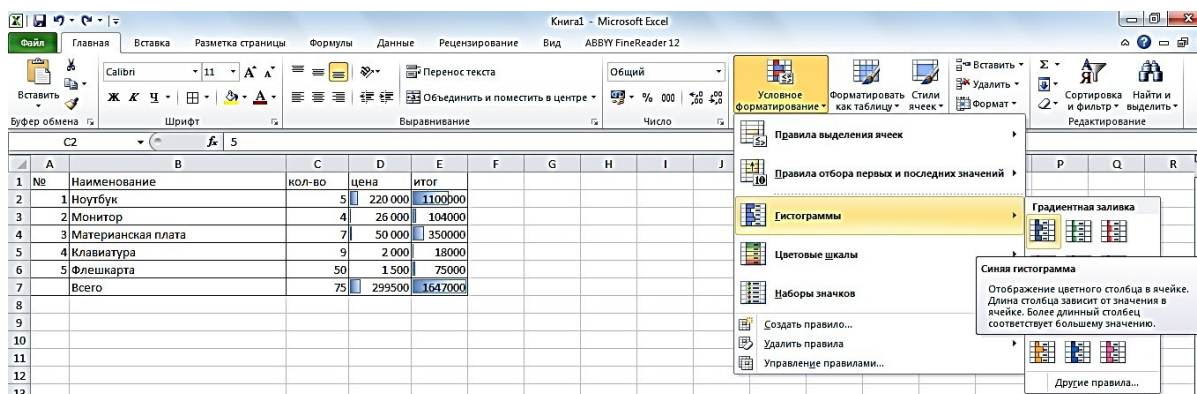 Книга1 - Microsoft Excel
Файл Главная Вставка Разметка страницы Формулы Данные Рецензирование Вид ABBYY FineReader 12
Calibri 11 Перенос текста Общий Вставить
Вставить Ж К Ч Объединить и поместить в центре % 000 Условное форматирование Форматировать как таблицу Стили ячеек Удалить Формат Сортировка и фильтр Найти и выделить
Буфер обмена Шрифт Выравнивание Число Редактирование
C2 fx 5
A B C D E F G H I J P Q R
1 № Наименование кол-во цена итог
2 1 Ноутбук 5 220 000 1100000
3 2 Монитор 4 26 000 104000
4 3 Материанская плата 7 50 000 350000
5 4 Клавиатура 9 2 000 18000
6 5 Флешкарта 50 1 500 75000
7 Всего 75 299500 1647000
8
9
10
11
12
13
Правила выделения ячеек
Правила отбора первых и последних значений
Гистограммы
Цветовые шкалы
Наборы значков
Создать правило...
Удалить правила
Управление правилами...
Градиентная заливка
Синяя гистограмма
Отображение цветного столбца в ячейке.
Длина столбца зависит от значения в
ячейке. Более длинный столбец
соответствует большему значению.
Другие правила...